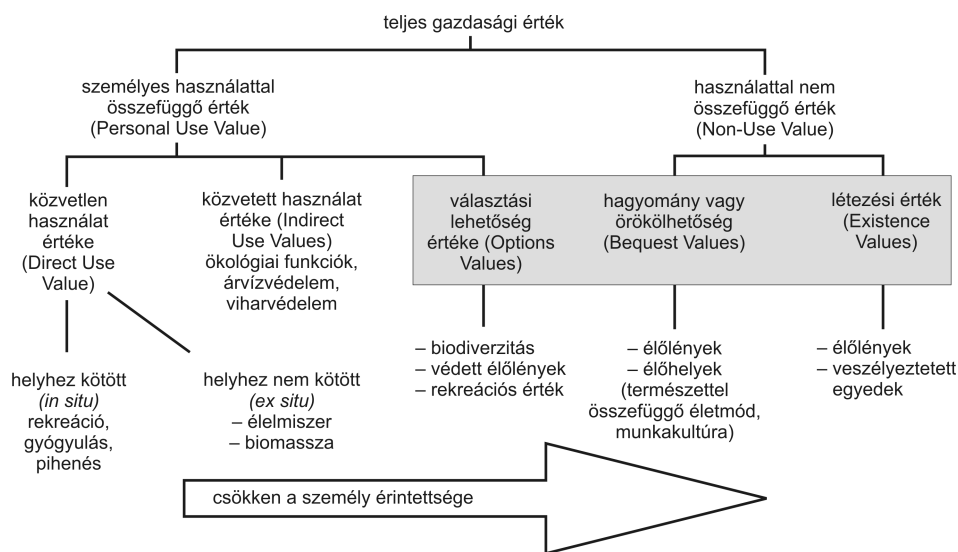 teljes gazdasági érték
személyes használattal
összefüggő érték
(Personal Use Value)
használattal nem
összefüggő érték
(Non-Use Value)
közvetlen
használat
értéke
(Direct Use
Value)
közvetett használat
értéke (Indirect
Use Values)
ökológiai funkciók,
árvízvédelem,
viharvédelem
választási
lehetőség
értéke (Options
Values)
hagyomány vagy
örökölhetőség
(Bequest Values)
létezési érték
(Existence
Values)
helyhez kötött
(in situ)
rekreáció,
gyógyulás,
pihenés
helyhez nem kötött
(ex situ)
– élelmiszer
– biomassza
– biodiverzitás
– védett élőlények
– rekreációs érték
– élőlények
– élőhelyek
(természettel
összefüggő életmód,
munkakultúra)
– élőlények
– veszélyeztetett
egyedek
csökken a személy érintettsége